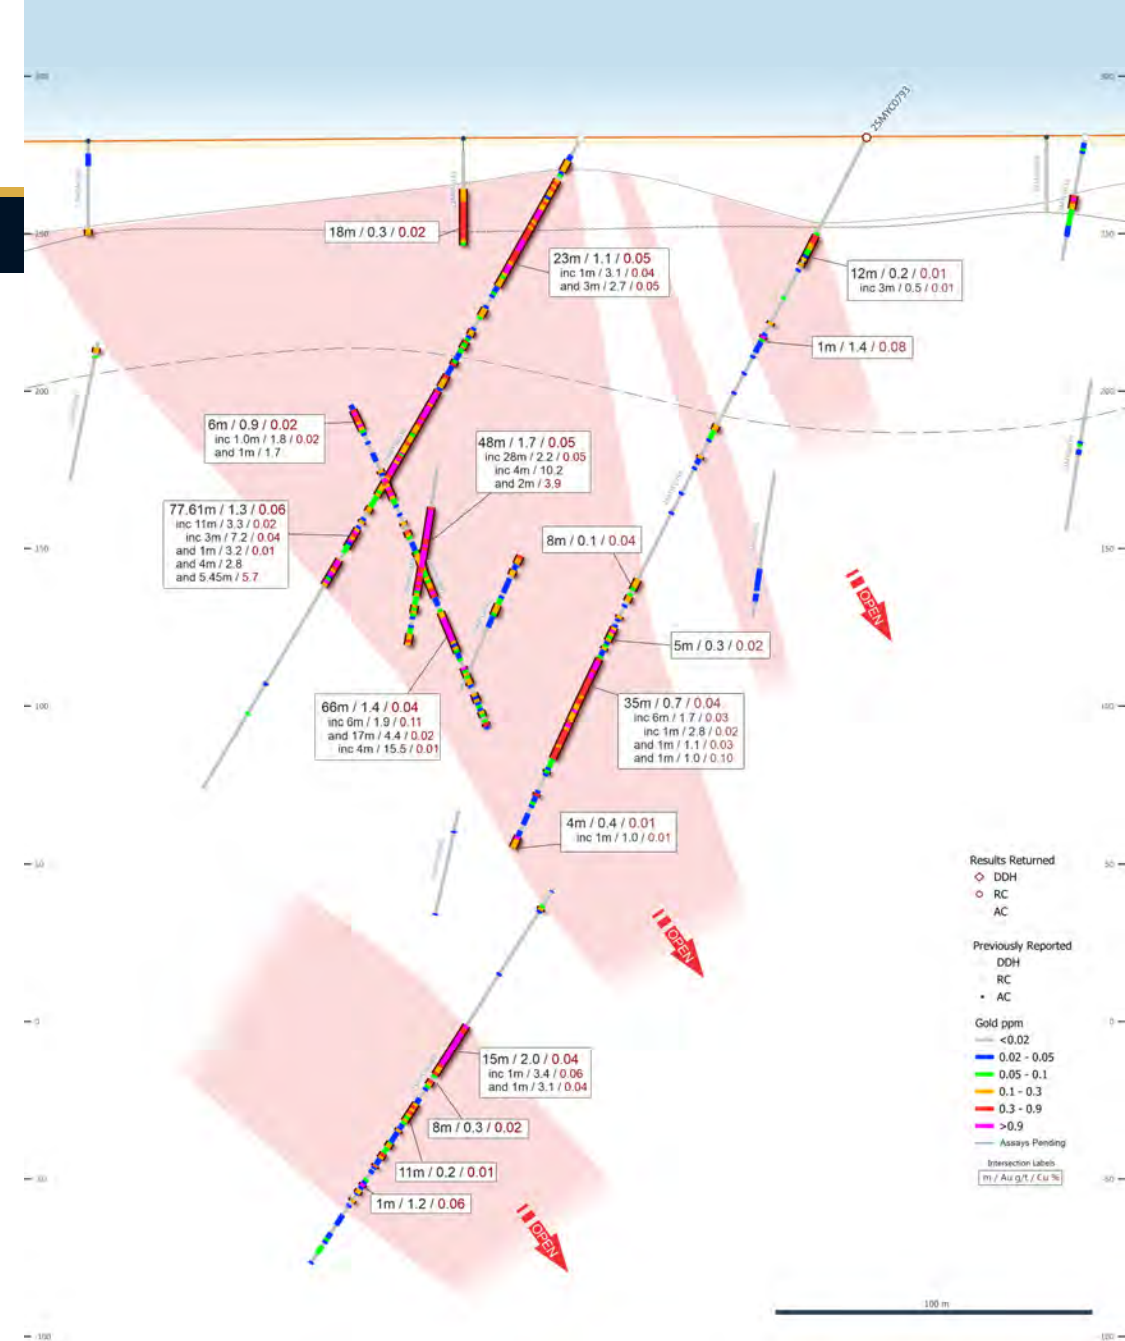 300
300
25MYC0793
250
18m / 0.3 / 0.02
23m / 1.1 / 0.05
inc 1m / 3.1 / 0.04
and 3m / 2.7 / 0.05
12m / 0.2 / 0.01
inc 3m / 0.5 / 0.01
1m / 1.4 / 0.08
200
200
6m / 0.9 / 0.02
inc 1.0m / 1.8 / 0.02
and 1m / 1.7
48m / 1.7 / 0.05
inc 28m / 2.2 / 0.05
inc 4m / 10.2
and 2m / 3.9
77.61m / 1.3 / 0.06
inc 11m / 3.3 / 0.02
inc 3m / 7.2 / 0.04
and 1m / 3.2 / 0.01
and 4m / 2.8
and 5.45m / 5.7
8m / 0.1 / 0.04
150
150
OPEN
5m / 0.3 / 0.02
66m / 1.4 / 0.04
inc 6m / 1.9 / 0.11
and 17m / 4.4 / 0.02
inc 4m / 15.5 / 0.01
35m / 0.7 / 0.04
inc 6m / 1.7 / 0.03
inc 1m / 2.8 / 0.02
and 1m / 1.1 / 0.03
and 1m / 1.0 / 0.10
100
4m / 0.4 / 0.01
inc 1m / 1.0 / 0.01
50
50
OPEN
0
0
15m / 2.0 / 0.04
inc 1m / 3.4 / 0.06
and 1m / 3.1 / 0.04
8m / 0.3 / 0.02
11m / 0.2 / 0.01
1m / 1.2 / 0.06
OPEN
Results Returned
DDH
RC
AC
Previously Reported
DDH
RC
AC
Gold ppm
<0.02
0.02 - 0.05
0.05 - 0.1
0.1 - 0.3
0.3 - 0.9
>0.9
Assays Pending
Intersection Labels
m / Au g/t / Cu %
100 m
-100